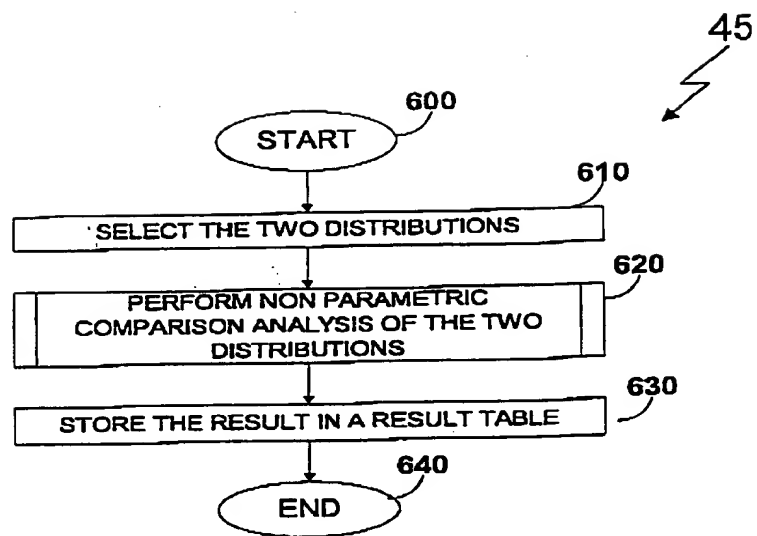 45
600
START
610
SELECT THE TWO DISTRIBUTIONS
620
PERFORM NON PARAMETRIC
COMPARISON ANALYSIS OF THE TWO
DISTRIBUTIONS
630
STORE THE RESULT IN A RESULT TABLE
640
END